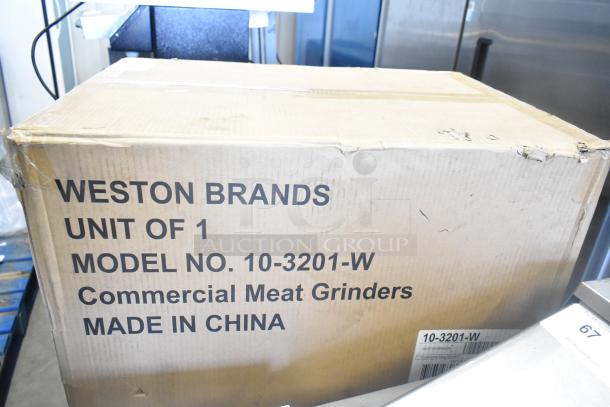 WESTON BRANDS
UNIT OF 1
MODEL NO. 10-3201-W
Commercial Meat Grinders
MADE IN CHINA
PCI
AUCTION GROUP
10-3201-W
67